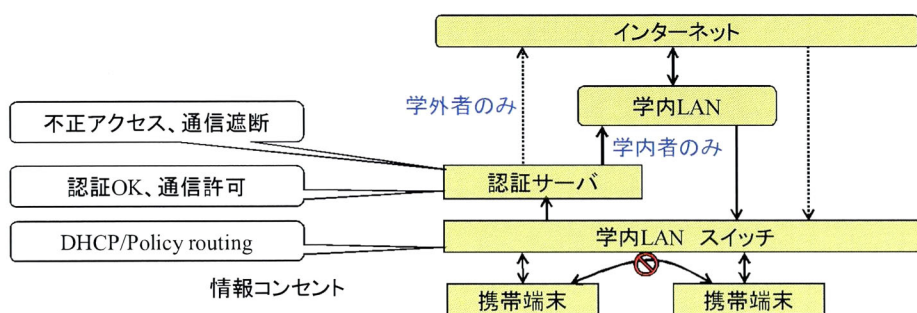 インターネット
学外者のみ
学内LAN
不正アクセス、通信遮断
学内者のみ
認証OK、通信許可
認証サーバ
DHCP/Policy routing
学内LAN スイッチ
情報コンセント
携帯端末
携帯端末